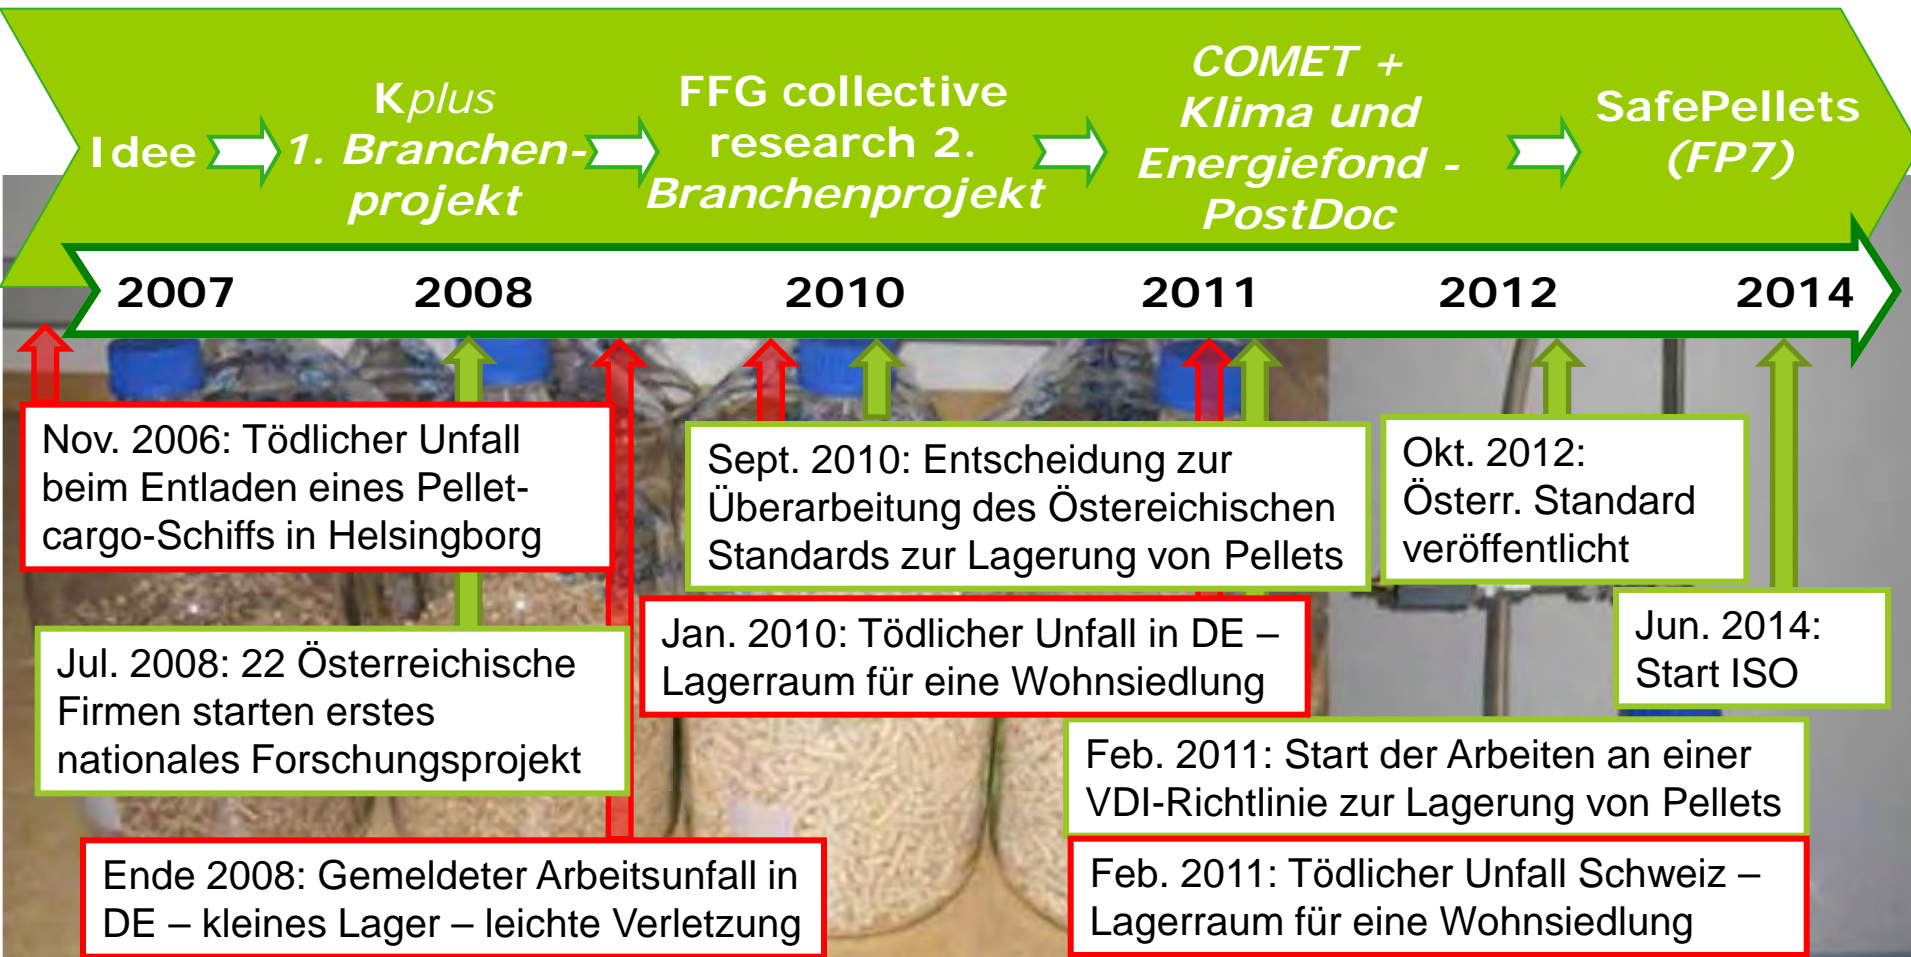 Idee
Kplus
1. Branchen-
projekt
FFG collective
research 2.
Branchenprojekt
COMET +
Klima und
Energiefond -
PostDoc
SafePellets
(FP7)
2007
2008
2010
2011
2012
2014
Nov. 2006: Tödlicher Unfall
beim Entladen eines Pellet-
cargo-Schiffs in Helsingborg
Sept. 2010: Entscheidung zur
Überarbeitung des Östereichischen
Standards zur Lagerung von Pellets
Okt. 2012:
Österr. Standard
veröffentlicht
Jul. 2008: 22 Österreichische
Firmen starten erstes
nationales Forschungsprojekt
Jan. 2010: Tödlicher Unfall in DE –
Lagerraum für eine Wohnsiedlung
Jun. 2014:
Start ISO
Feb. 2011: Start der Arbeiten an einer
VDI-Richtlinie zur Lagerung von Pellets
Ende 2008: Gemeldeter Arbeitsunfall in
DE – kleines Lager – leichte Verletzung
Feb. 2011: Tödlicher Unfall Schweiz –
Lagerraum für eine Wohnsiedlung